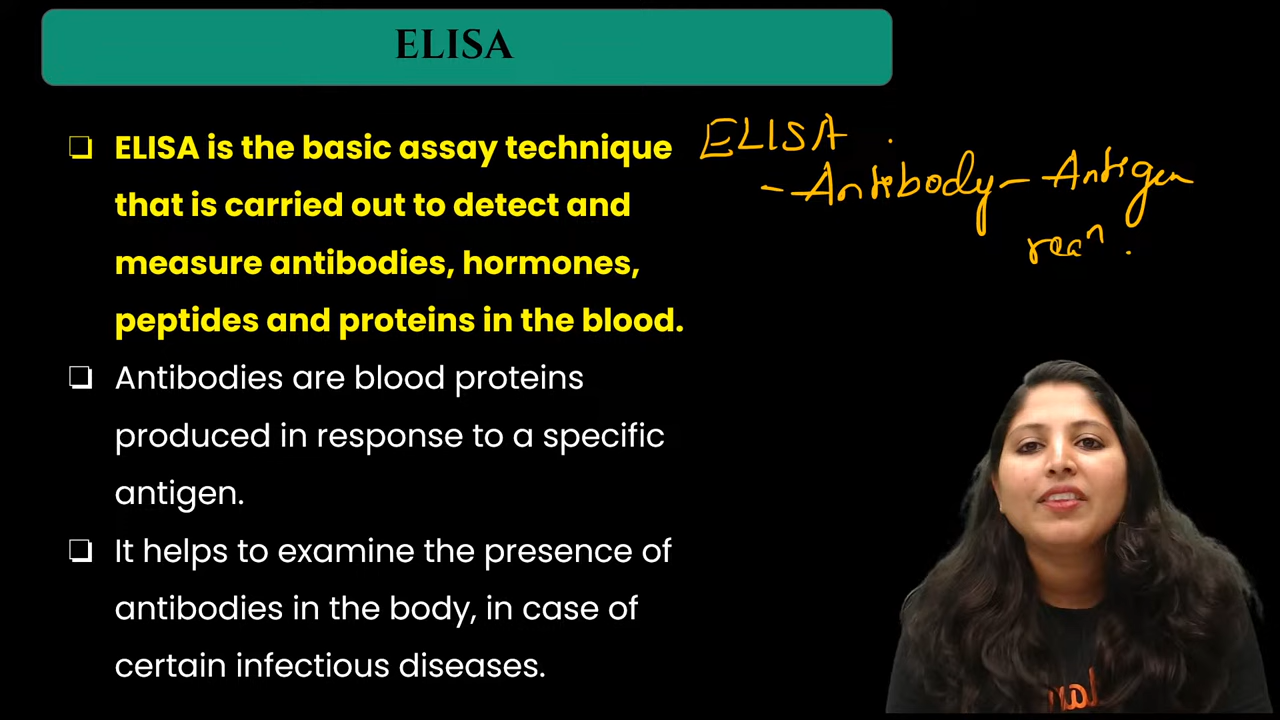 ELISA
❑ ELISA is the basic assay technique
that is carried out to detect and
measure antibodies, hormones,
peptides and proteins in the blood.
❑ Antibodies are blood proteins
produced in response to a specific
antigen.
❑ It helps to examine the presence of
antibodies in the body, in case of
certain infectious diseases.
ELISA
- Antibody - Antigen
reaⁿ.